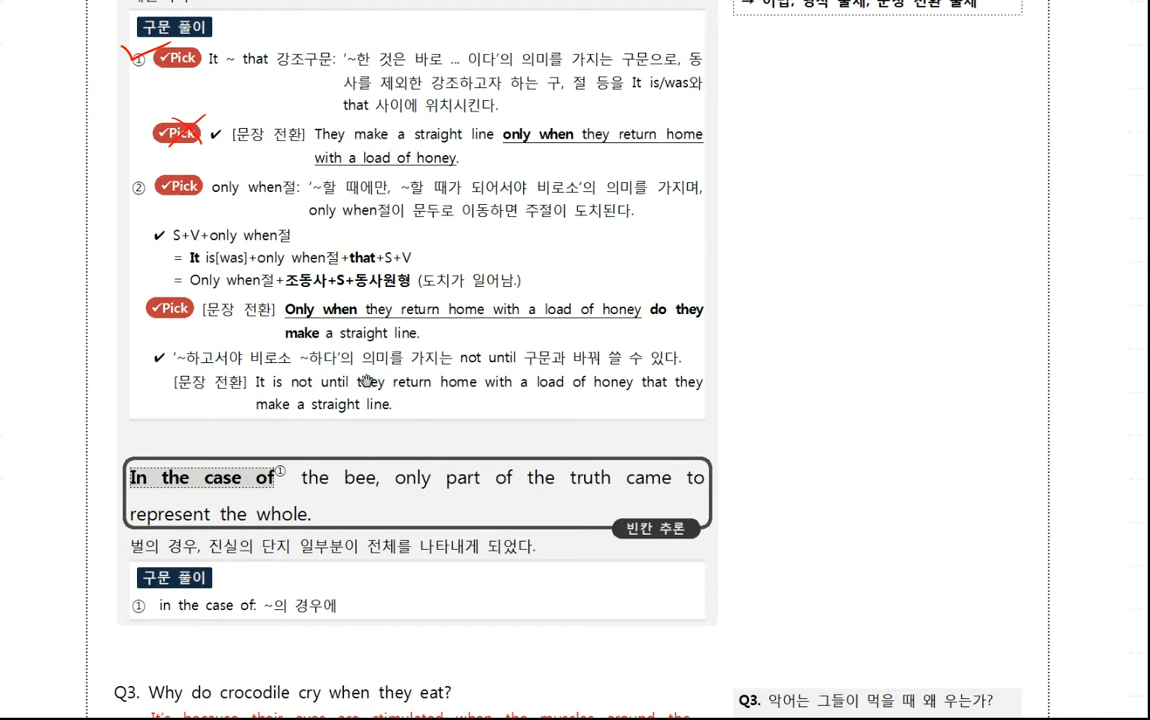 → 어법, 영작 출제, 문장 전환 출제
구문 풀이
① ✓Pick It ~ that 강조구문: '~한 것은 바로 ... 이다'의 의미를 가지는 구문으로, 동
사를 제외한 강조하고자 하는 구, 절 등을 It is/was와
that 사이에 위치시킨다.
✓Pick ✔ [문장 전환] They make a straight line only when they return home
with a load of honey.
② ✓Pick only when절: '~할 때에만, ~할 때가 되어서야 비로소'의 의미를 가지며,
only when절이 문두로 이동하면 주절이 도치된다.
✔ S+V+only when절
= It is[was]+only when절+that+S+V
= Only when절+조동사+S+동사원형 (도치가 일어남.)
✓Pick [문장 전환] Only when they return home with a load of honey do they
make a straight line.
✔ '~하고서야 비로소 ~하다'의 의미를 가지는 not until 구문과 바꿔 쓸 수 있다.
[문장 전환] It is not until they return home with a load of honey that they
make a straight line.
In the case of① the bee, only part of the truth came to
represent the whole.
빈칸 추론
벌의 경우, 진실의 단지 일부분이 전체를 나타내게 되었다.
구문 풀이
① in the case of: ~의 경우에
Q3. Why do crocodile cry when they eat?
Q3. 악어는 그들이 먹을 때 왜 우는가?
It's because their eyes are stimulated when the muscles around the